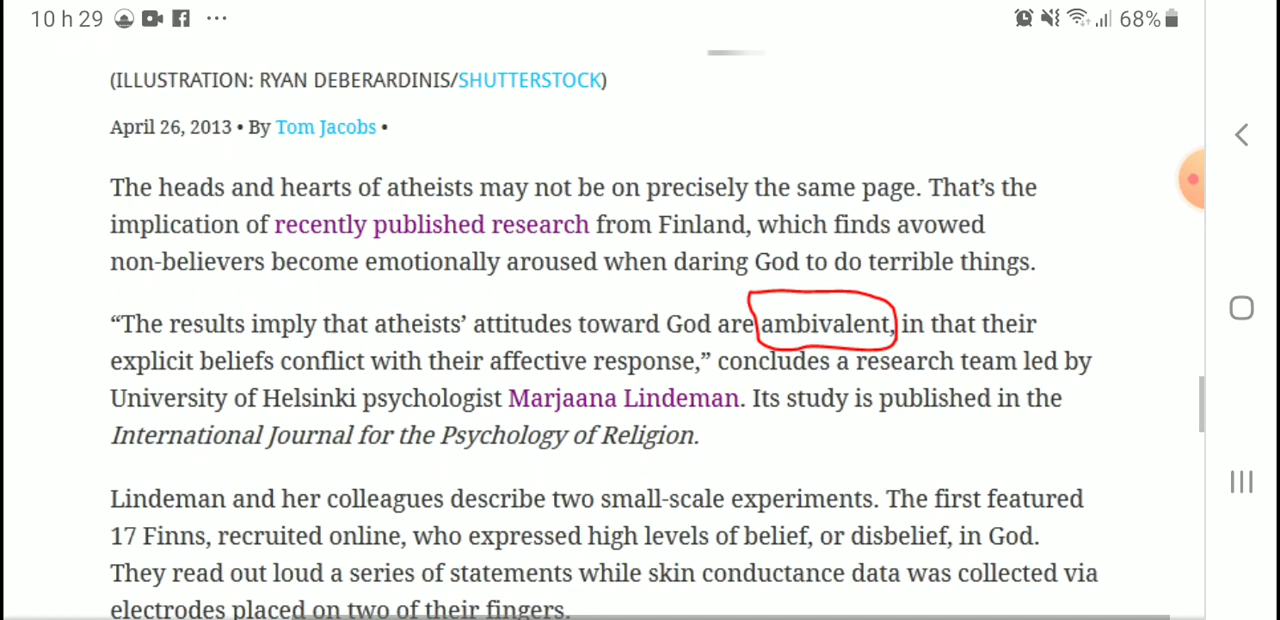 10 h 29
68%
(ILLUSTRATION: RYAN DEBERARDINIS/SHUTTERSTOCK)
April 26, 2013 • By Tom Jacobs •
The heads and hearts of atheists may not be on precisely the same page. That’s the
implication of recently published research from Finland, which finds avowed
non-believers become emotionally aroused when daring God to do terrible things.
“The results imply that atheists’ attitudes toward God are ambivalent, in that their
explicit beliefs conflict with their affective response,” concludes a research team led by
University of Helsinki psychologist Marjaana Lindeman. Its study is published in the
International Journal for the Psychology of Religion.
Lindeman and her colleagues describe two small-scale experiments. The first featured
17 Finns, recruited online, who expressed high levels of belief, or disbelief, in God.
They read out loud a series of statements while skin conductance data was collected via
electrodes placed on two of their fingers.